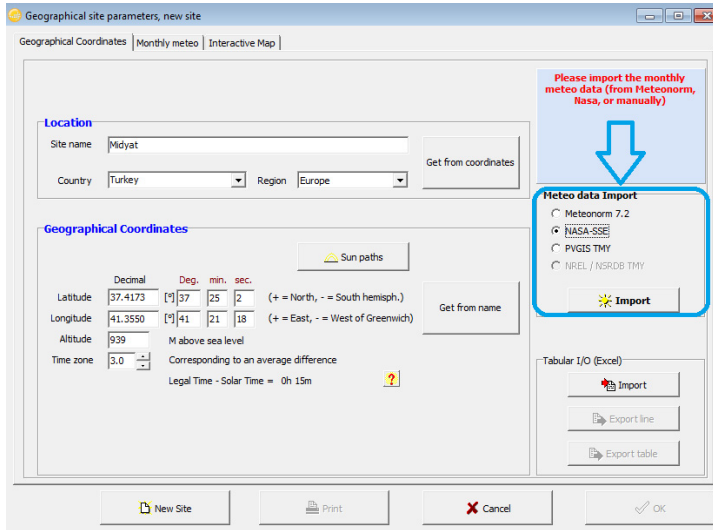 Geographical site parameters, new site
Geographical Coordinates Monthly meteo Interactive Map
Please import the monthly
meteo data (from Meteonorm,
Nasa, or manually)
Location
Site name Midyat
Get from coordinates
Country Turkey Region Europe
Meteo data Import
Meteonorm 7.2
NASA-SSE
PVGIS TMY
NREL / NSRDB TMY
Import
Geographical Coordinates
Sun paths
Decimal Deg. min. sec.
Latitude 37.4173 [°] 37 25 2 (+ = North, - = South hemisph.)
Get from name
Longitude 41.3550 [°] 41 21 18 (+ = East, - = West of Greenwich)
Altitude 939 M above sea level
Time zone 3.0 Corresponding to an average difference
Legal Time - Solar Time = 0h 15m ?
Tabular I/O (Excel)
Import
Export line
Export table
New Site Print Cancel OK